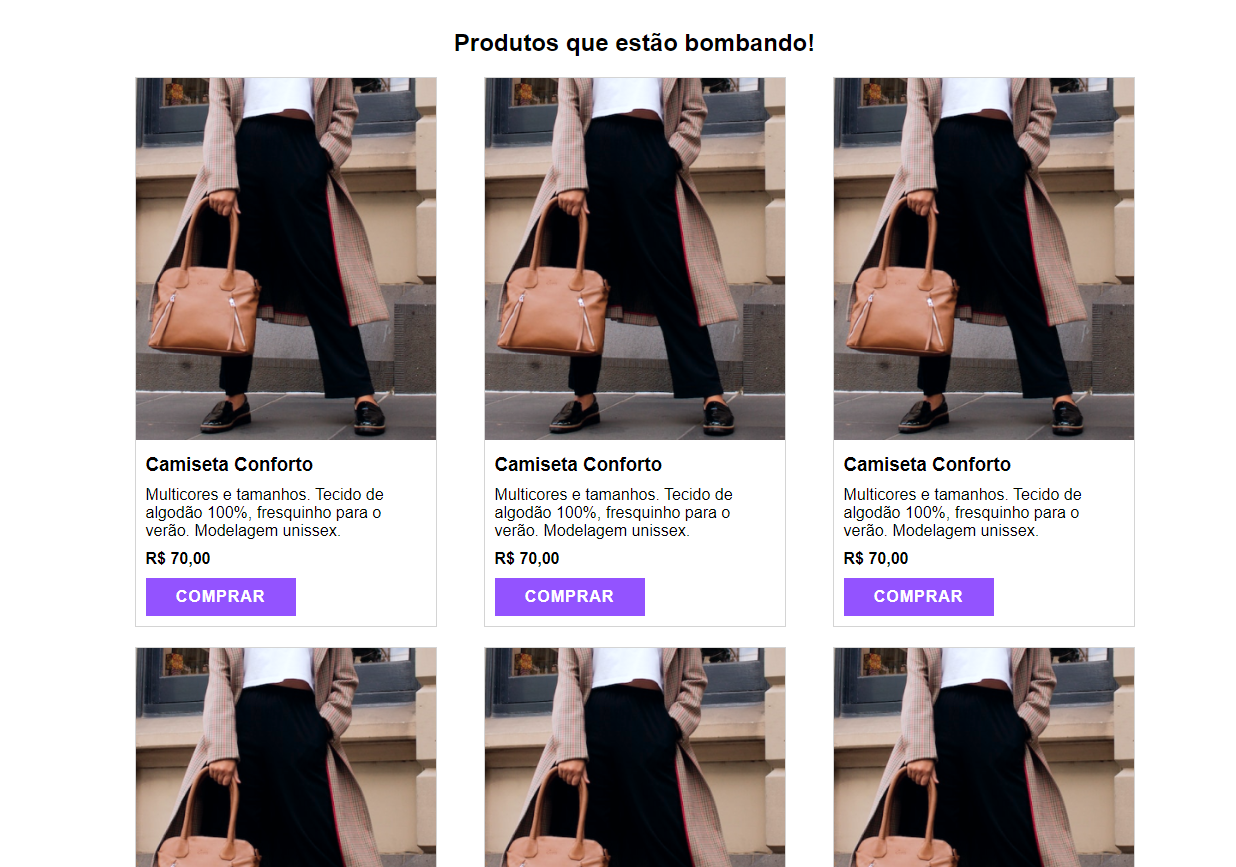 Produtos que estão bombando!
Camiseta Conforto
Multicores e tamanhos. Tecido de
algodão 100%, fresquinho para o
verão. Modelagem unissex.
R$ 70,00
COMPRAR
Camiseta Conforto
Multicores e tamanhos. Tecido de
algodão 100%, fresquinho para o
verão. Modelagem unissex.
R$ 70,00
COMPRAR
Camiseta Conforto
Multicores e tamanhos. Tecido de
algodão 100%, fresquinho para o
verão. Modelagem unissex.
R$ 70,00
COMPRAR